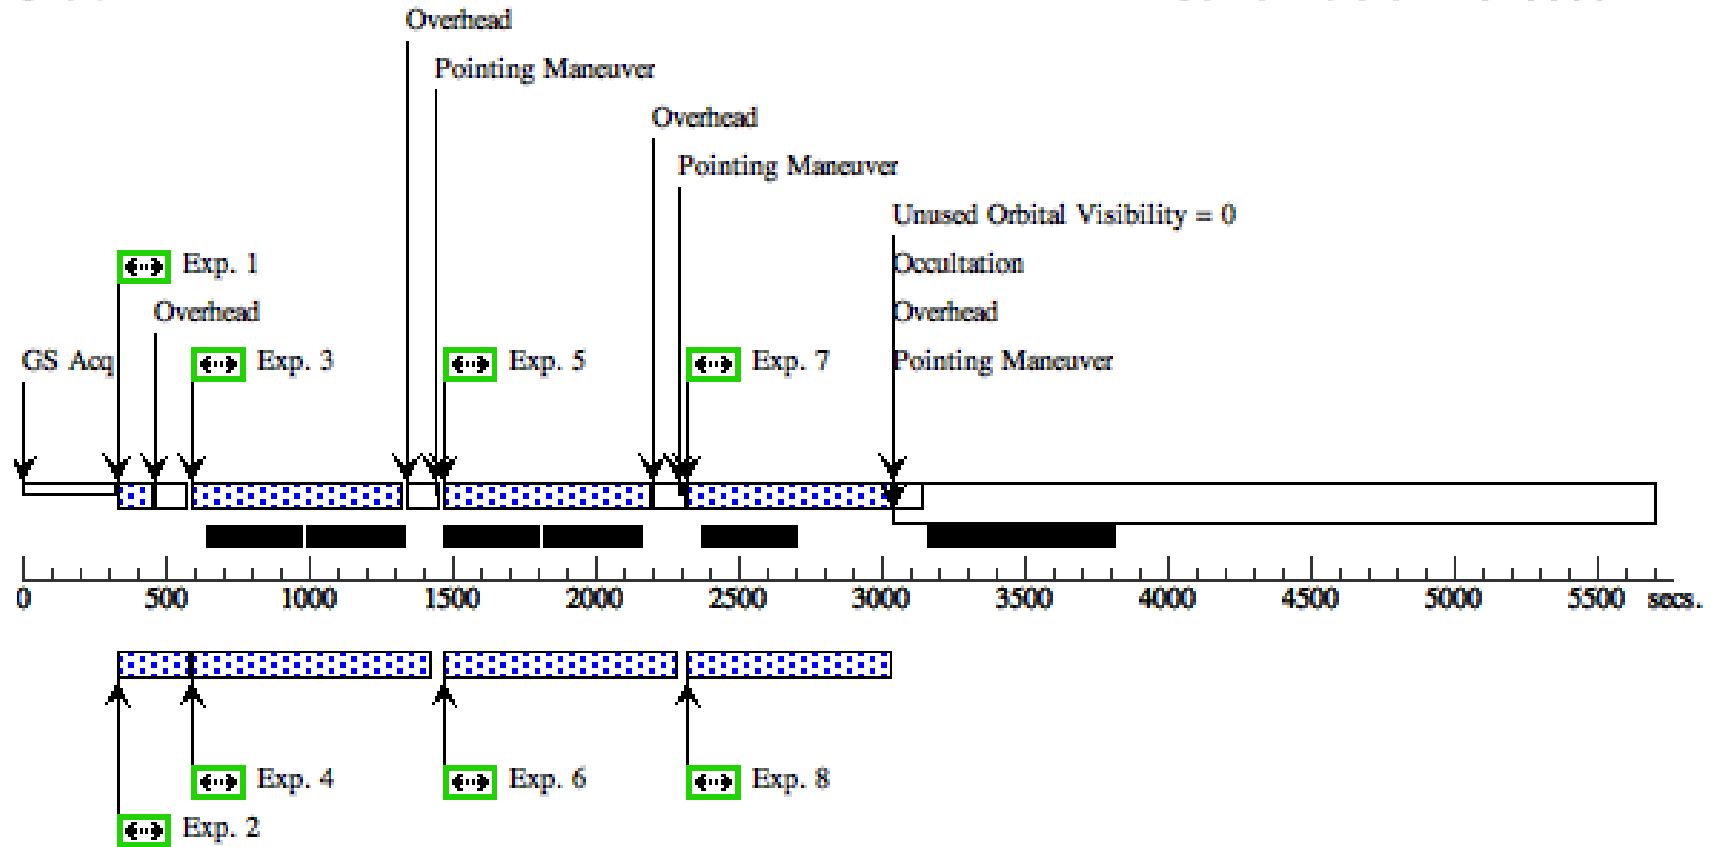 Overhead
Pointing Maneuver
Overhead
Pointing Maneuver
Unused Orbital Visibility = 0
Exp. 1
Occultation
Overhead
Overhead
GS Acq
Exp. 3
Exp. 5
Exp. 7
Pointing Maneuver
0 500 1000 1500 2000 2500 3000 3500 4000 4500 5000 5500 secs.
Exp. 4
Exp. 6
Exp. 8
Exp. 2